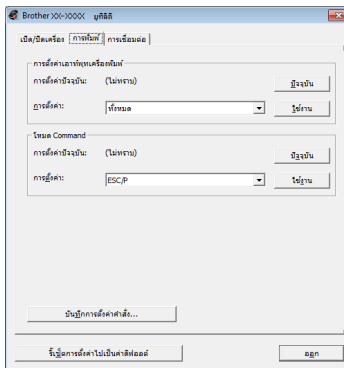 Brother XX-XXXX ยูทิลิตี
เปิด/ปิดเครื่อง การพิมพ์ การเชื่อมต่อ
การตั้งค่าเอาท์พุทเครื่องพิมพ์
การตั้งค่าปัจจุบัน: (ไม่ทราบ) ปัจจุบัน
การตั้งค่า: ทั้งหมด ใช้งาน
โหมด Command
การตั้งค่าปัจจุบัน: (ไม่ทราบ) ปัจจุบัน
การตั้งค่า: ESC/P ใช้งาน
บันทึกการตั้งค่าคำสั่ง...
รีเซ็ตการตั้งค่าไปเป็นค่าดีฟอลต์ ออก